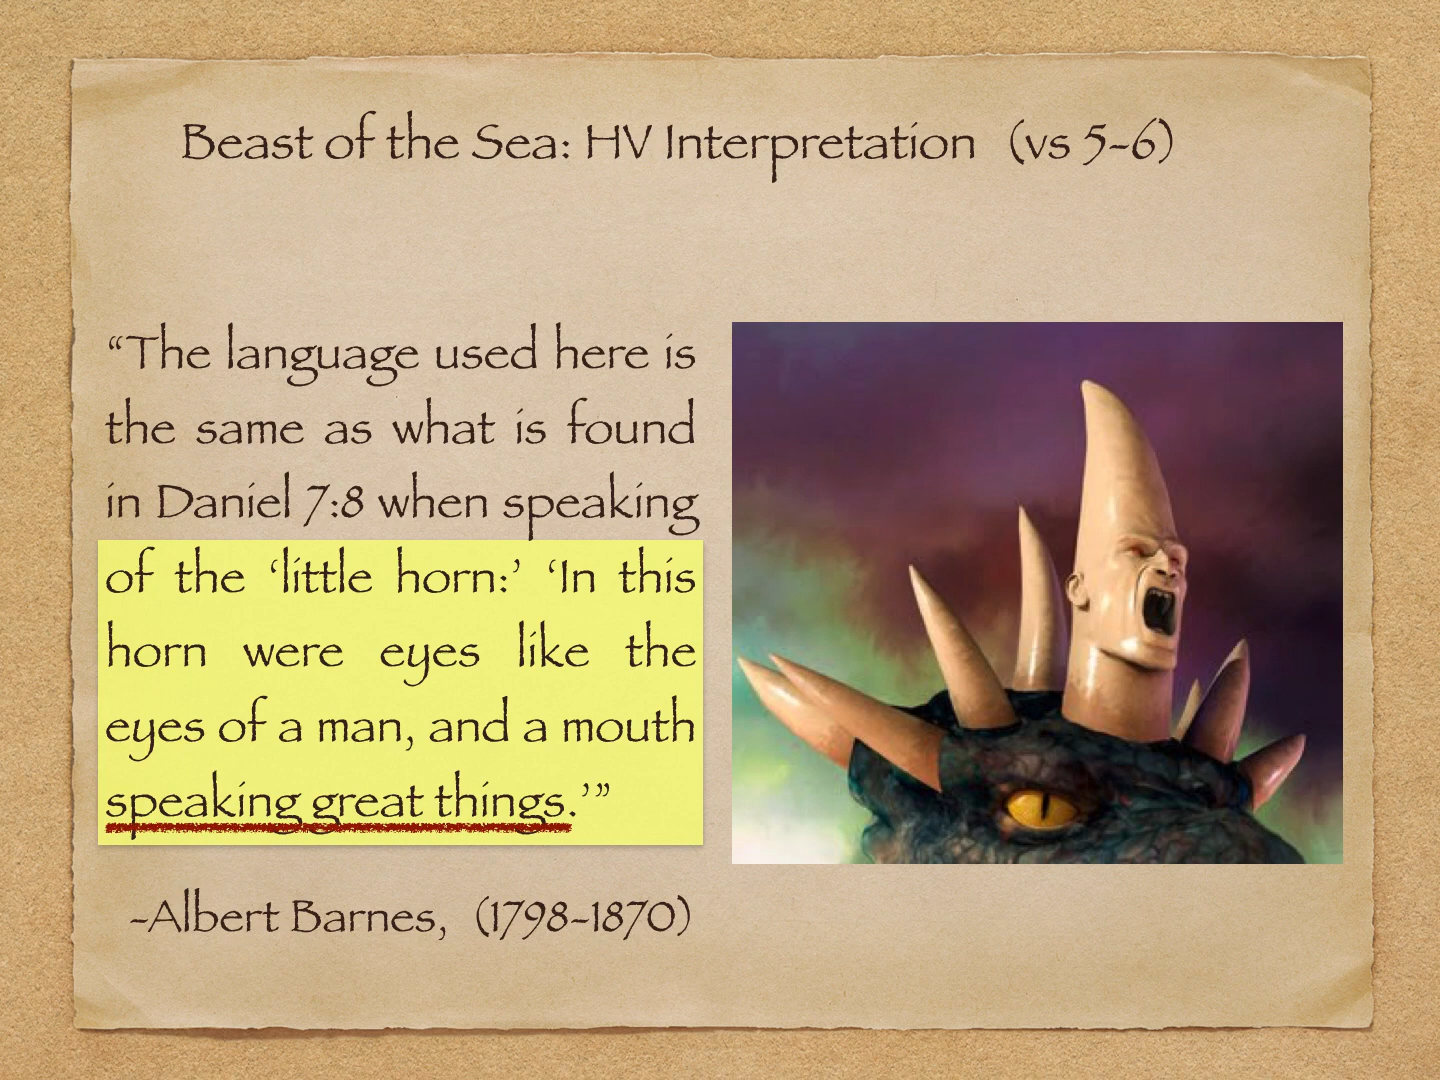 Beast of the Sea: HV Interpretation (vs 5-6)
“The language used here is
the same as what is found
in Daniel 7:8 when speaking
of the ‘little horn:’ ‘In this
horn were eyes like the
eyes of a man, and a mouth
speaking great things.’”
-Albert Barnes, (1798-1870)